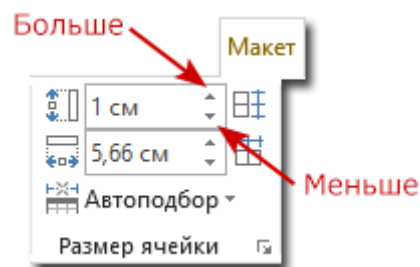 Больше
Макет
1 см
5,66 см
Автоподбор
Меньше
Размер ячейки